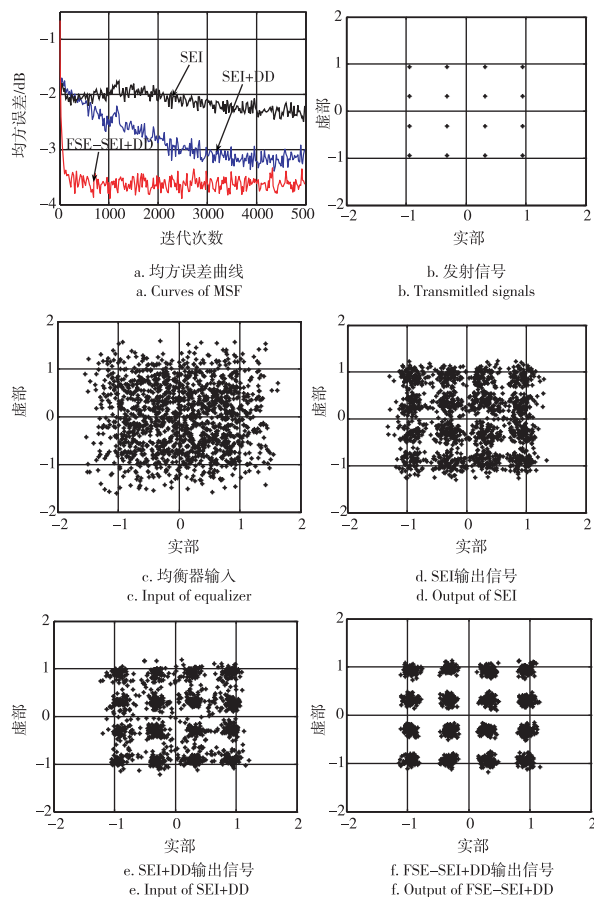 −1
−2
−3
−4
均方误差/dB
SEI
SEI+DD
FSE−SEI+DD
0 1000 2000 3000 4000 5000
迭代次数
a. 均方误差曲线
a. Curves of MSF
2
1
0
−1
−2
虚部
−2 −1 0 1 2
实部
b. 发射信号
b. Transmitled signals
2
1
0
−1
−2
虚部
−2 −1 0 1 2
实部
c. 均衡器输入
c. Input of equalizer
2
1
0
−1
−2
虚部
−2 −1 0 1 2
实部
d. SEI输出信号
d. Output of SEI
2
1
0
−1
−2
虚部
−2 −1 0 1 2
实部
e. SEI+DD输出信号
e. Input of SEI+DD
2
1
0
−1
−2
虚部
−2 −1 0 1 2
实部
f. FSE−SEI+DD输出信号
f. Output of FSE−SEI+DD